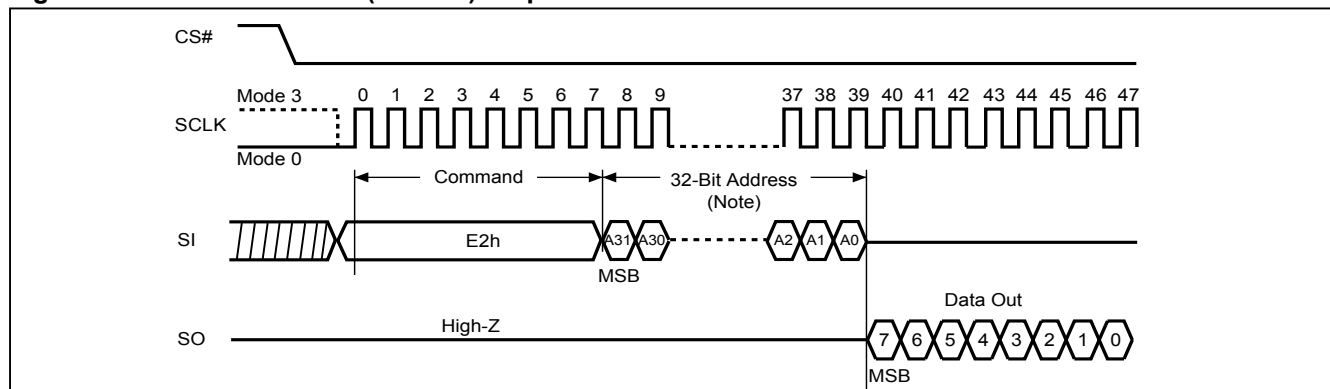 CS#
Mode 3
0 1 2 3 4 5 6 7 8 9 37 38 39 40 41 42 43 44 45 46 47
SCLK
Mode 0
Command
32-Bit Address
(Note)
SI
E2h
A31 A30 A2 A1 A0
MSB
Data Out
High-Z
SO
7 6 5 4 3 2 1 0
MSB